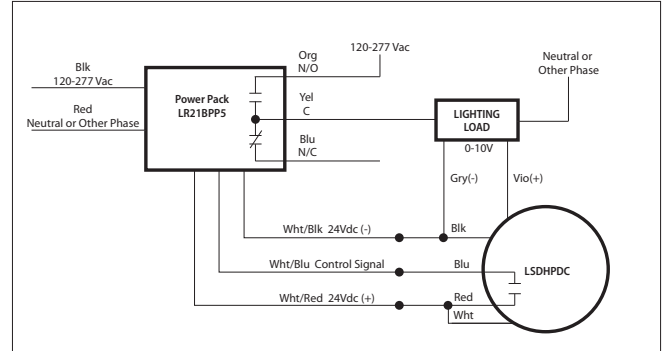 Blk
120-277 Vac
Red
Neutral or Other Phase
Power Pack
LR21BPP5
Org
N/O
120-277 Vac
Yel
C
Blu
N/C
LIGHTING
LOAD
0-10V
Neutral or
Other Phase
Gry(-)
Vio(+)
Wht/Blk 24Vdc (-)
Blk
Wht/Blu Control Signal
Blu
LSDHPDC
Wht/Red 24Vdc (+)
Red
Wht